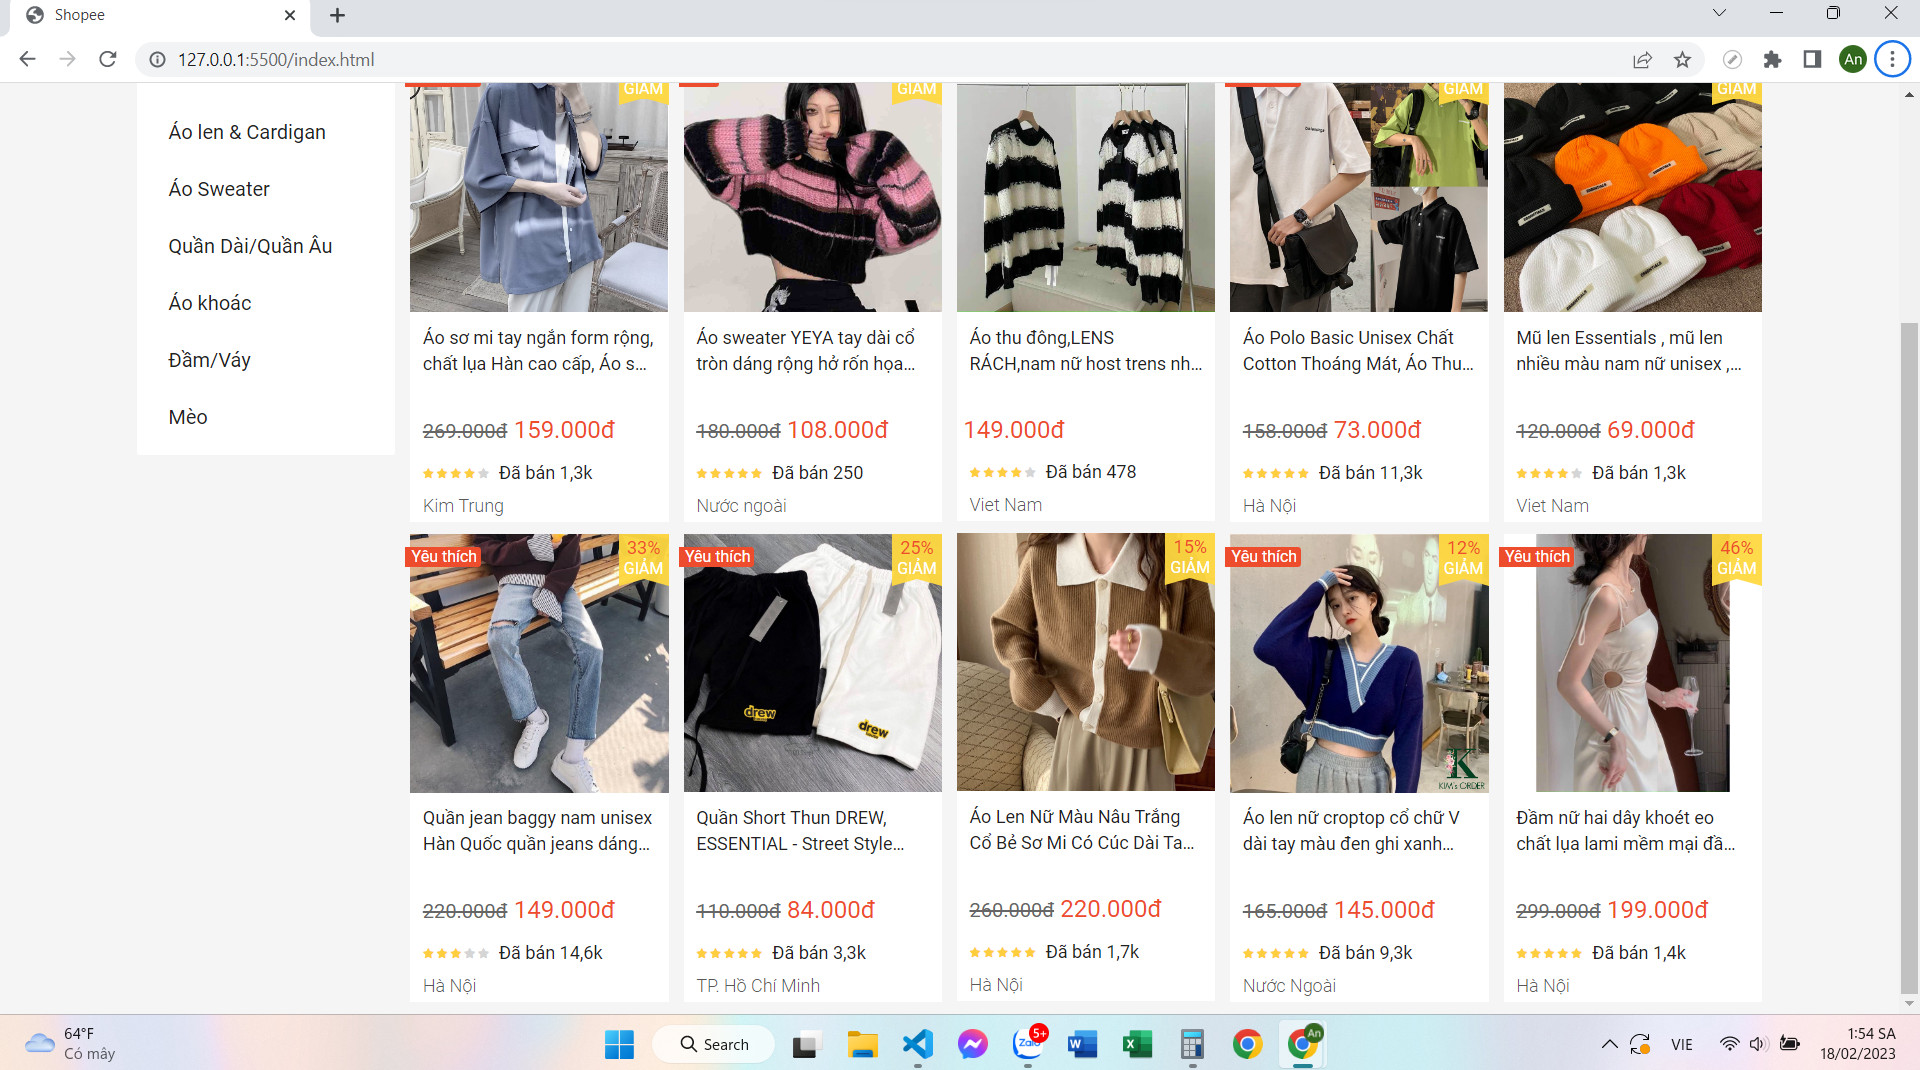 Shopee
127.0.0.1:5500/index.html
An
Áo len & Cardigan
Áo Sweater
Quần Dài/Quần Âu
Áo khoác
Đầm/Váy
Mèo
GIẢM
GIẢM
GIẢM
GIẢM
Áo sơ mi tay ngắn form rộng,
chất lụa Hàn cao cấp, Áo s...
269.000đ 159.000đ
Đã bán 1,3k
Kim Trung
Áo sweater YEYA tay dài cổ
tròn dáng rộng hở rốn họa...
180.000đ 108.000đ
Đã bán 250
Nước ngoài
Áo thu đông,LENS
RÁCH,nam nữ host trens nh...
149.000đ
Đã bán 478
Viet Nam
Áo Polo Basic Unisex Chất
Cotton Thoáng Mát, Áo Thu...
158.000đ 73.000đ
Đã bán 11,3k
Hà Nội
Mũ len Essentials , mũ len
nhiều màu nam nữ unisex ,...
120.000đ 69.000đ
Đã bán 1,3k
Viet Nam
Yêu thích
33%
GIẢM
Quần jean baggy nam unisex
Hàn Quốc quần jeans dáng...
220.000đ 149.000đ
Đã bán 14,6k
Hà Nội
Yêu thích
25%
GIẢM
drew
drew
Quần Short Thun DREW,
ESSENTIAL - Street Style...
110.000đ 84.000đ
Đã bán 3,3k
TP. Hồ Chí Minh
15%
GIẢM
Áo Len Nữ Màu Nâu Trắng
Cổ Bẻ Sơ Mi Có Cúc Dài Ta...
260.000đ 220.000đ
Đã bán 1,7k
Hà Nội
Yêu thích
12%
GIẢM
K
KIM's ORDER
Áo len nữ croptop cổ chữ V
dài tay màu đen ghi xanh...
165.000đ 145.000đ
Đã bán 9,3k
Nước Ngoài
Yêu thích
46%
GIẢM
Đầm nữ hai dây khoét eo
chất lụa lami mềm mại đầ...
299.000đ 199.000đ
Đã bán 1,4k
Hà Nội
64°F
Có mây
Search
Zalo
5+
An
VIE
1:54 SA
18/02/2023